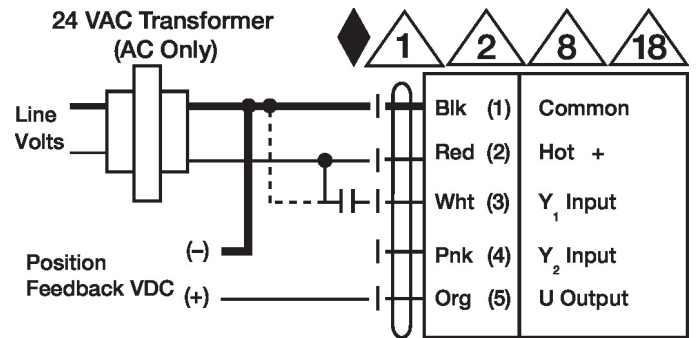 24 VAC Transformer
(AC Only)
1 2 8 18
Line
Volts
Blk (1) Common
Red (2) Hot +
Wht (3) Y1 Input
(–)
Pnk (4) Y2 Input
Position
Feedback VDC (+)
Org (5) U Output